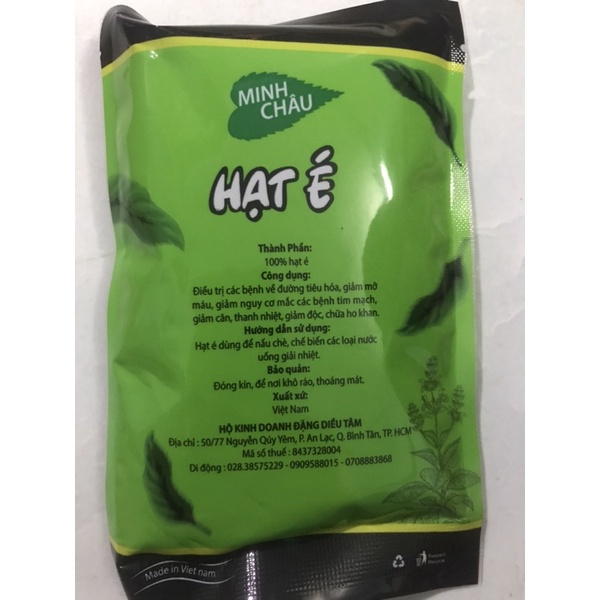 MINH
CHÂU
HẠT É
Thành Phần:
100% hạt é
Công dụng:
Điều trị các bệnh về đường tiêu hóa, giảm mỡ
máu, giảm nguy cơ mắc các bệnh tim mạch,
giảm cân, thanh nhiệt, giảm độc, chữa ho khan.
Hướng dẫn sử dụng:
Hạt é dùng để nấu chè, chế biến các loại nước
uống giải nhiệt.
Bảo quản:
Đóng kín, để nơi khô ráo, thoáng mát.
Xuất xứ:
Việt Nam
HỘ KINH DOANH ĐẶNG DIỀU TÂM
Địa chỉ : 50/77 Nguyễn Qúy Yêm, P. An Lạc, Q. Bình Tân, TP. HCM
Mã số thuế : 8437328004
Di động : 028.38575229 - 0909588015 - 0708883868
Made in Viet nam